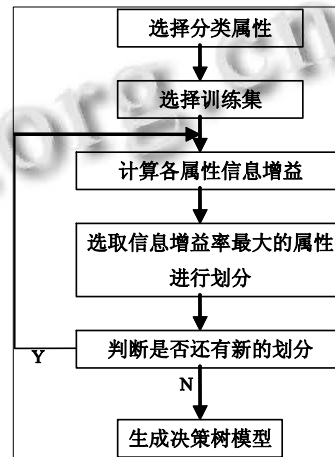 选择分类属性
选择训练集
计算各属性信息增益
选取信息增益率最大的属性
进行划分
判断是否还有新的划分
Y
N
生成决策树模型
org.cn